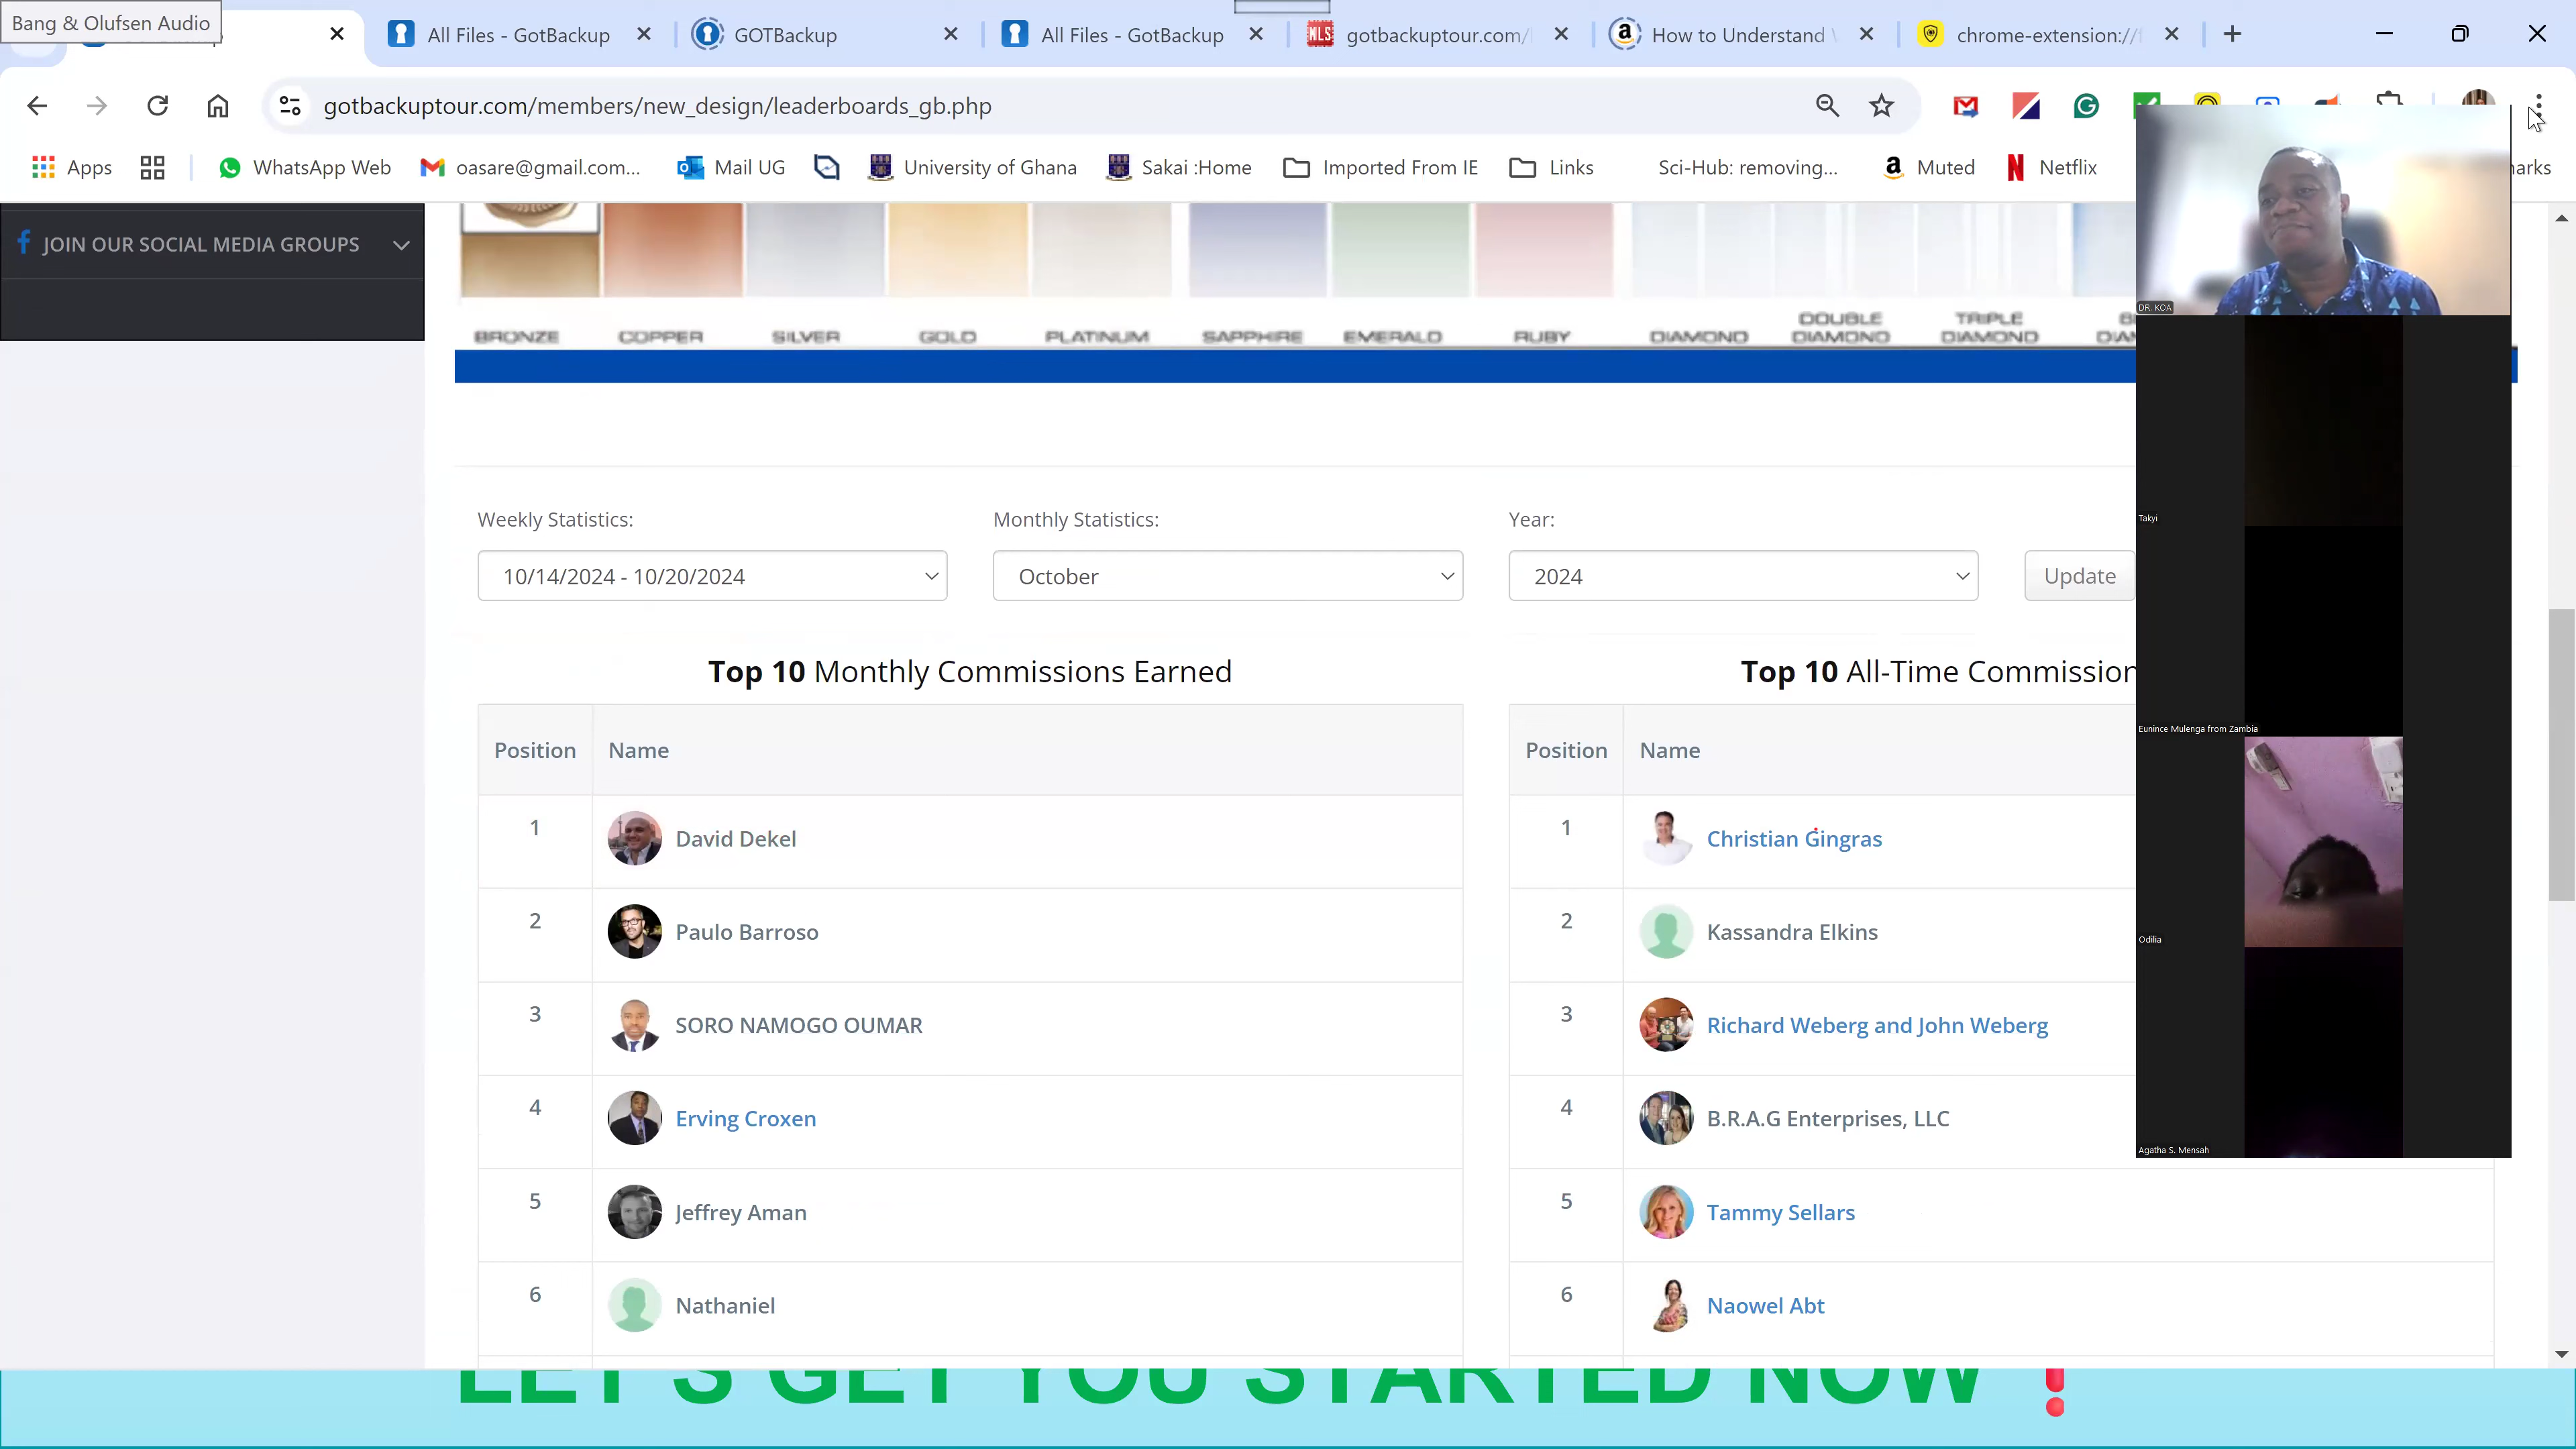 Bang & Olufsen Audio
All Files - GotBackup
GOTBackup
All Files - GotBackup
gotbackuptour.com/
How to Understand
chrome-extension://
gotbackuptour.com/members/new_design/leaderboards_gb.php
Apps
WhatsApp Web
oasare@gmail.com...
Mail UG
University of Ghana
Sakai :Home
Imported From IE
Links
Sci-Hub: removing...
Muted
Netflix
JOIN OUR SOCIAL MEDIA GROUPS
DR. KOA
BRONZE COPPER SILVER GOLD PLATINUM SAPPHIRE EMERALD RUBY DIAMOND DOUBLE DIAMOND TRIPLE DIAMOND
Takyi
Weekly Statistics: Monthly Statistics: Year:
10/14/2024 - 10/20/2024 October 2024 Update
Top 10 Monthly Commissions Earned
Position Name
1 David Dekel
2 Paulo Barroso
3 SORO NAMOGO OUMAR
4 Erving Croxen
5 Jeffrey Aman
6 Nathaniel
Top 10 All-Time Commission
Position Name
1 Christian Gingras
2 Kassandra Elkins
3 Richard Weberg and John Weberg
4 B.R.A.G Enterprises, LLC
5 Tammy Sellars
6 Naowel Abt
Eunince Mulenga from Zambia
Odilia
Agatha S. Mensah
LET'S GET YOU STARTED NOW !